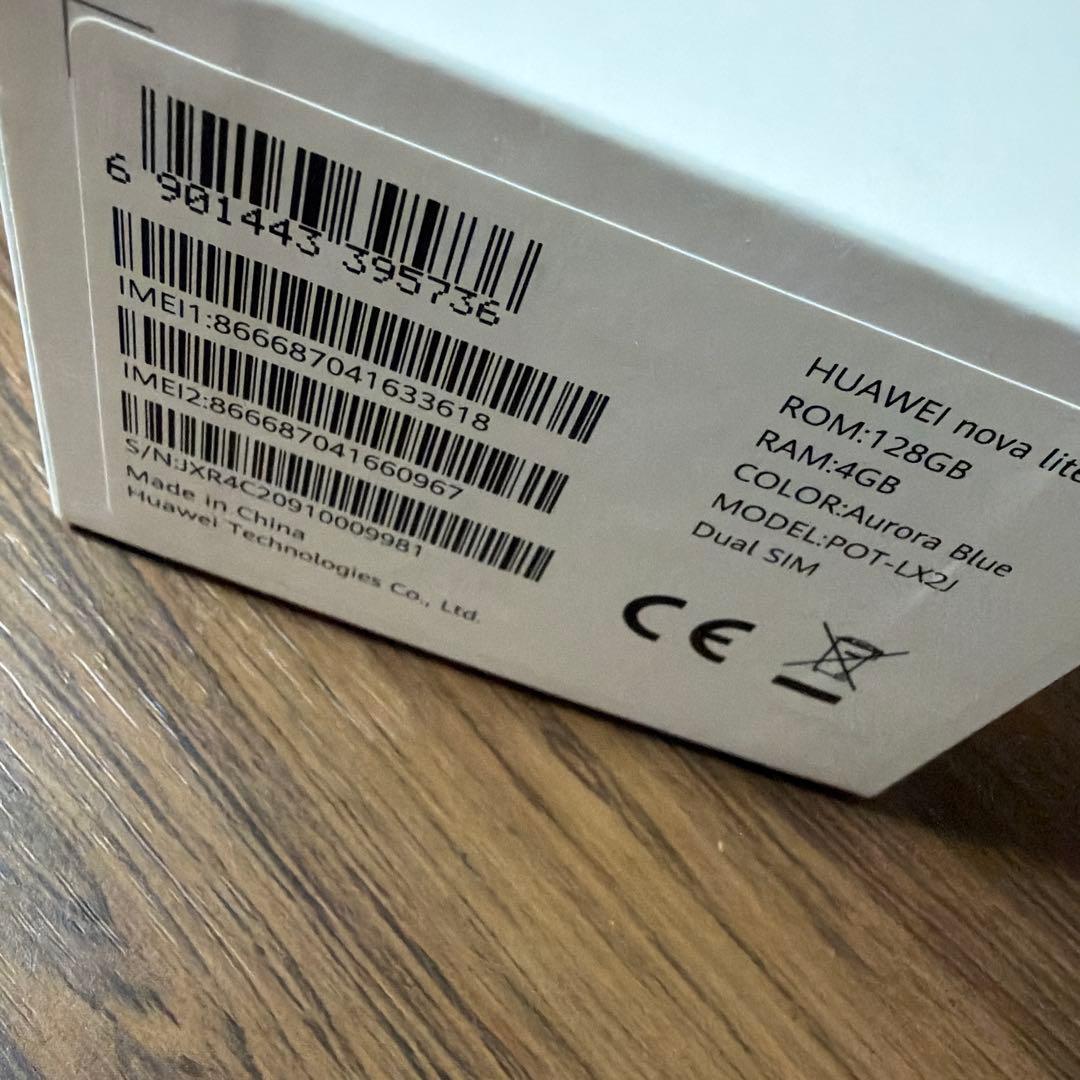 6 901443 395736
IMEI1:866687041633618
IMEI2:866687041660967
S/N:JXR4C20910009981
Made in China
Huawei Technologies Co., Ltd.
HUAWEI nova lite
ROM:128GB
RAM:4GB
COLOR:Aurora Blue
MODEL:POT-LX2J
Dual SIM
CE